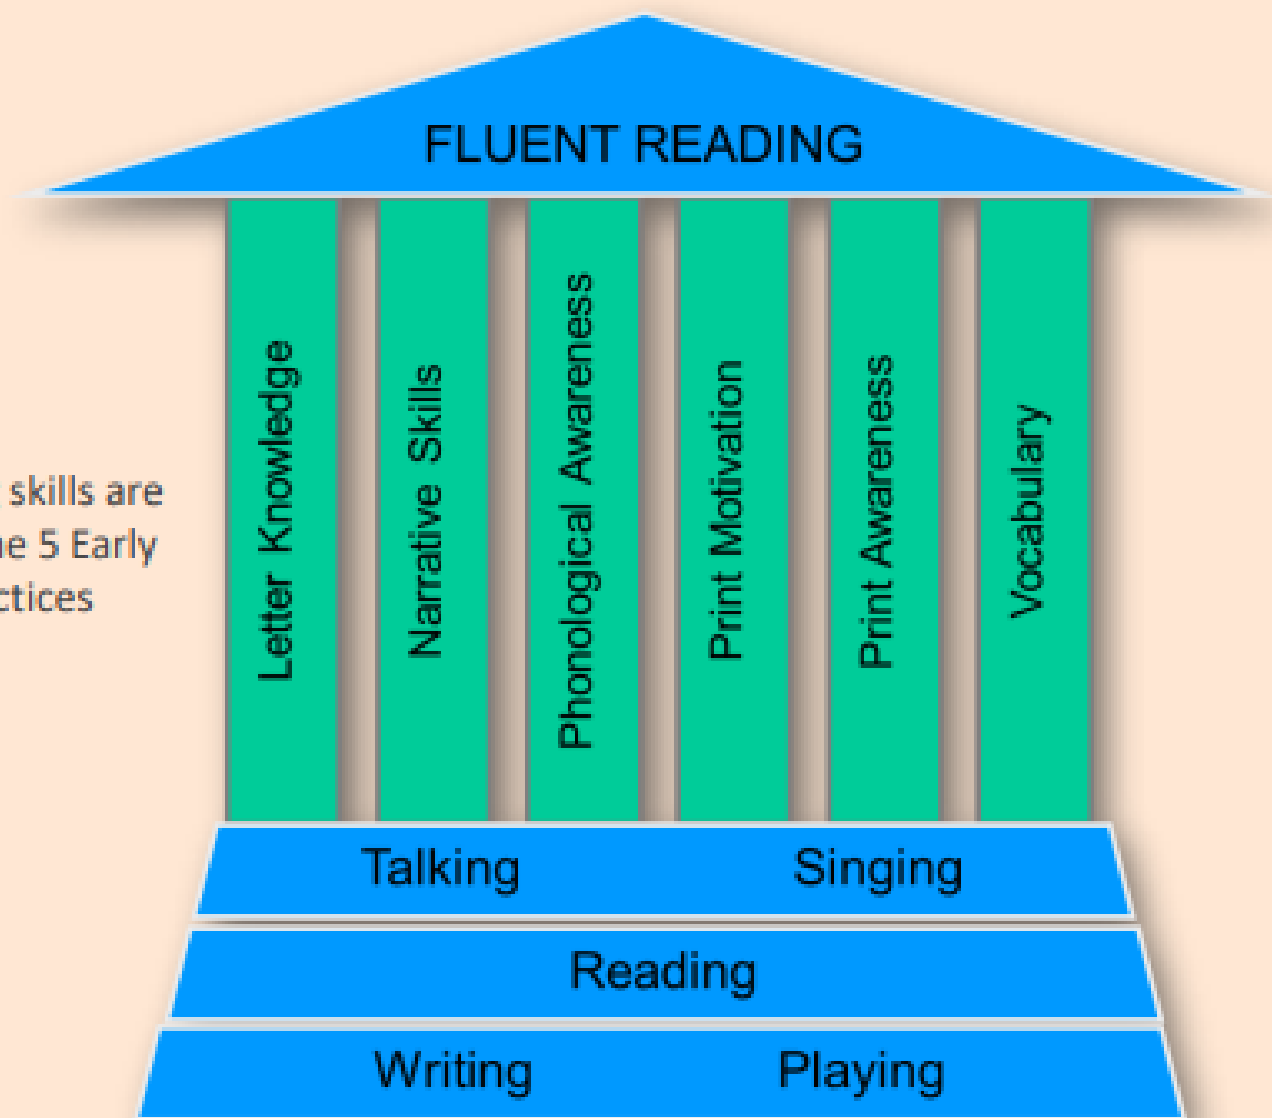 FLUENT READING
Letter Knowledge
Narrative Skills
Phonological Awareness
Print Motivation
Print Awareness
Vocabulary
skills are
5 Early
Talking Singing
Reading
Writing Playing